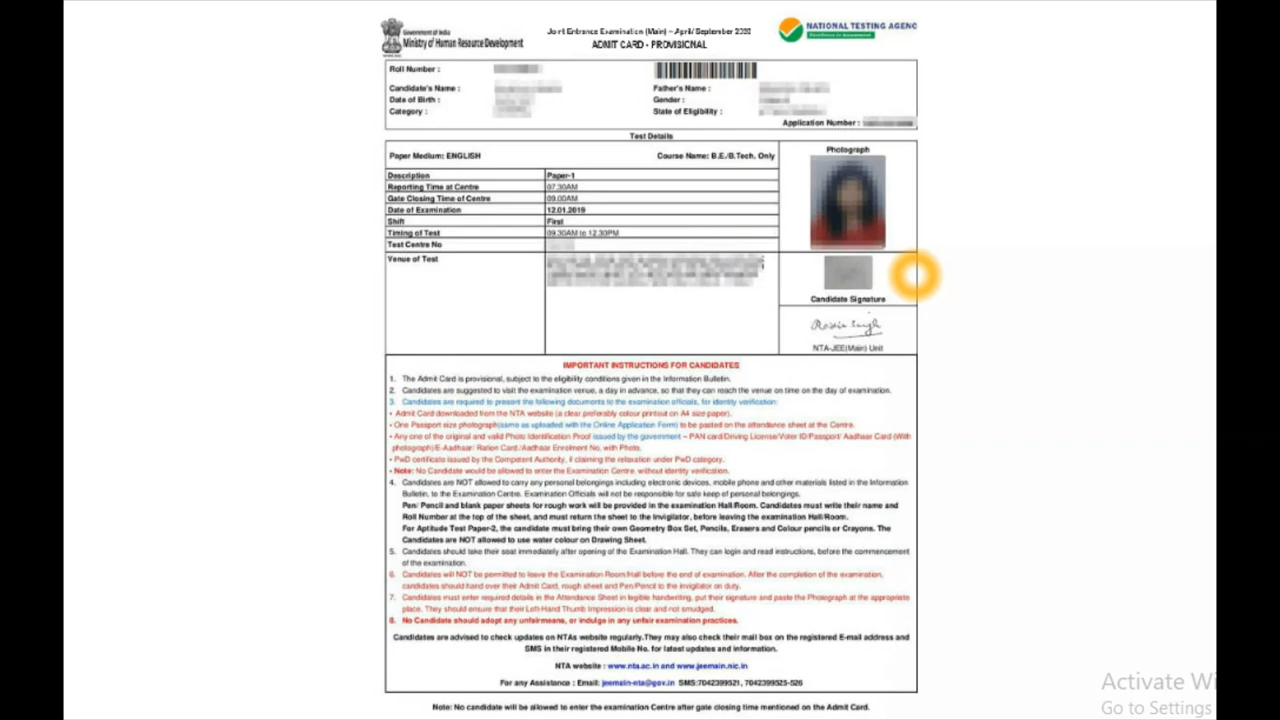 Government of India
Ministry of Human Resource Development
Joint Entrance Examination (Main) – April/September 2020
ADMIT CARD - PROVISIONAL
NATIONAL TESTING AGENC
Excellence in Assessment
Roll Number :
Candidate's Name :
Father's Name :
Date of Birth :
Gender :
Category :
State of Eligibility :
Application Number :
Test Details
Paper Medium: ENGLISH
Course Name: B.E./B.Tech. Only
Photograph
Description Paper-1
Reporting Time at Centre 07.30AM
Gate Closing Time of Centre 09.00AM
Date of Examination 12.01.2019
Shift First
Timing of Test 09.30AM to 12.30PM
Test Centre No
Venue of Test
Candidate Signature
NTA-JEE(Main) Unit
IMPORTANT INSTRUCTIONS FOR CANDIDATES
1. The Admit Card is provisional, subject to the eligibility conditions given in the Information Bulletin.
2. Candidates are suggested to visit the examination venue, a day in advance, so that they can reach the venue on time on the day of examination.
3. Candidates are required to present the following documents to the examination officials, for identity verification:
• Admit Card downloaded from the NTA website (a clear preferably colour printout on A4 size paper).
• One Passport size photograph(same as uploaded with the Online Application Form) to be pasted on the attendance sheet at the Centre.
• Any one of the original and valid Photo Identification Proof issued by the government – PAN card/Driving License/Voter ID/Passport/ Aadhaar Card (With
photograph)/E-Aadhaar/ Ration Card./Aadhaar Enrolment No, with Photo.
• PwD certificate issued by the Competent Authority, if claiming the relaxation under PwD category.
• Note: No Candidate would be allowed to enter the Examination Centre, without identity verification.
4. Candidates are NOT allowed to carry any personal belongings including electronic devices, mobile phone and other materials listed in the Information
Bulletin, to the Examination Centre. Examination Officials will not be responsible for safe keep of personal belongings.
Pen/ Pencil and blank paper sheets for rough work will be provided in the examination Hall/Room. Candidates must write their name and
Roll Number at the top of the sheet, and must return the sheet to the Invigilator, before leaving the examination Hall/Room.
For Aptitude Test Paper-2, the candidate must bring their own Geometry Box Set, Pencils, Erasers and Colour pencils or Crayons. The
Candidates are NOT allowed to use water colour on Drawing Sheet.
5. Candidates should take their seat immediately after opening of the Examination Hall. They can login and read instructions, before the commencement
of the examination.
6. Candidates will NOT be permitted to leave the Examination Room/Hall before the end of examination. After the completion of the examination,
candidates should hand over their Admit Card, rough sheet and Pen/Pencil to the invigilator on duty.
7. Candidates must enter required details in the Attendance Sheet in legible handwriting, put their signature and paste the Photograph at the appropriate
place. They should ensure that their Left-Hand Thumb Impression is clear and not smudged.
8. No Candidate should adopt any unfairmeans, or indulge in any unfair examination practices.
Candidates are advised to check updates on NTAs website regularly.They may also check their mail box on the registered E-mail address and
SMS in their registered Mobile No. for latest updates and information.
NTA website : www.nta.ac.in and www.jeemain.nic.in
For any Assistance : Email: jeemain-nta@gov.in SMS:7042399521, 7042399525-526
Note: No candidate will be allowed to enter the examination Centre after gate closing time mentioned on the Admit Card.
Activate Wi
Go to Settings